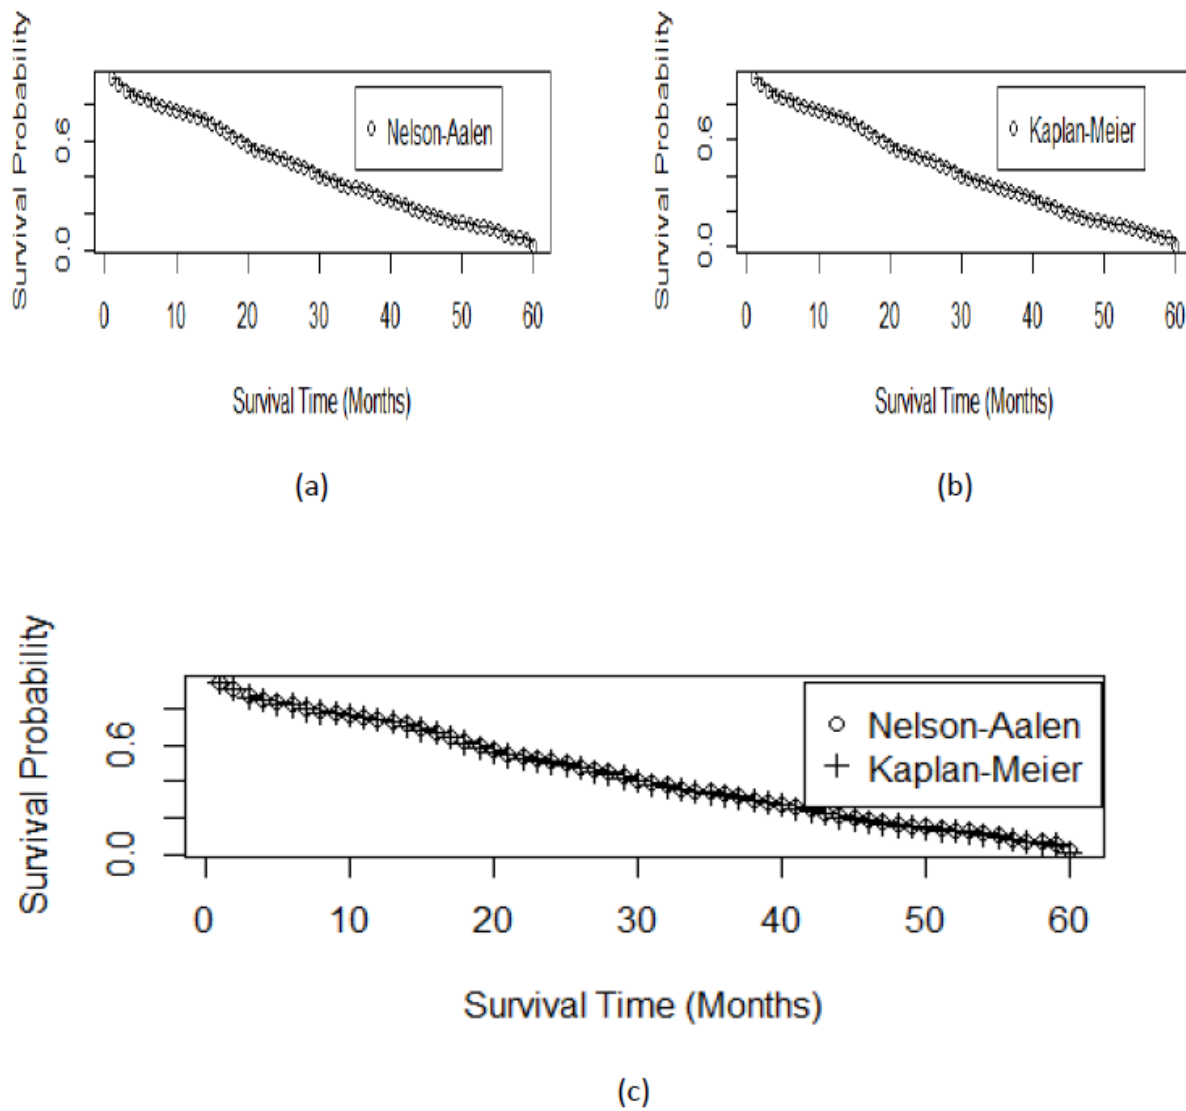 Survival Probability
0.6
0.0
Nelson-Aalen
0 10 20 30 40 50 60
Survival Time (Months)
(a)
Survival Probability
0.6
0.0
Kaplan-Meier
0 10 20 30 40 50 60
Survival Time (Months)
(b)
Survival Probability
0.6
0.0
Nelson-Aalen
Kaplan-Meier
0 10 20 30 40 50 60
Survival Time (Months)
(c)